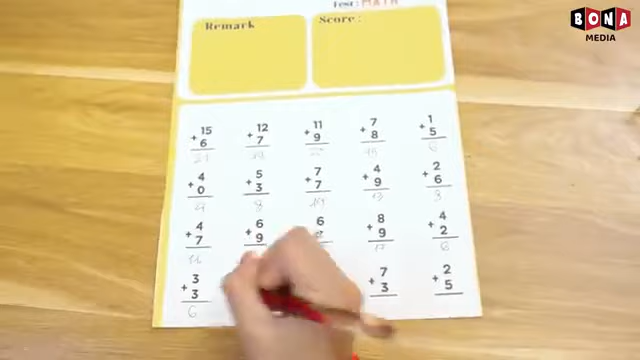 BONA
MEDIA
Test: MATH
Remark
Score:
15 12 11 7 1
+ 6 + 7 + 9 + 8 + 5
21 19 20 15 6
4 5 7 4 2
+ 0 + 3 + 7 + 9 + 6
4 8 14 13 8
4 6 6 8 4
+ 7 + 9 + 9 + 2
11 17 6
3 7 2
+ 3 + 3 + 5
6